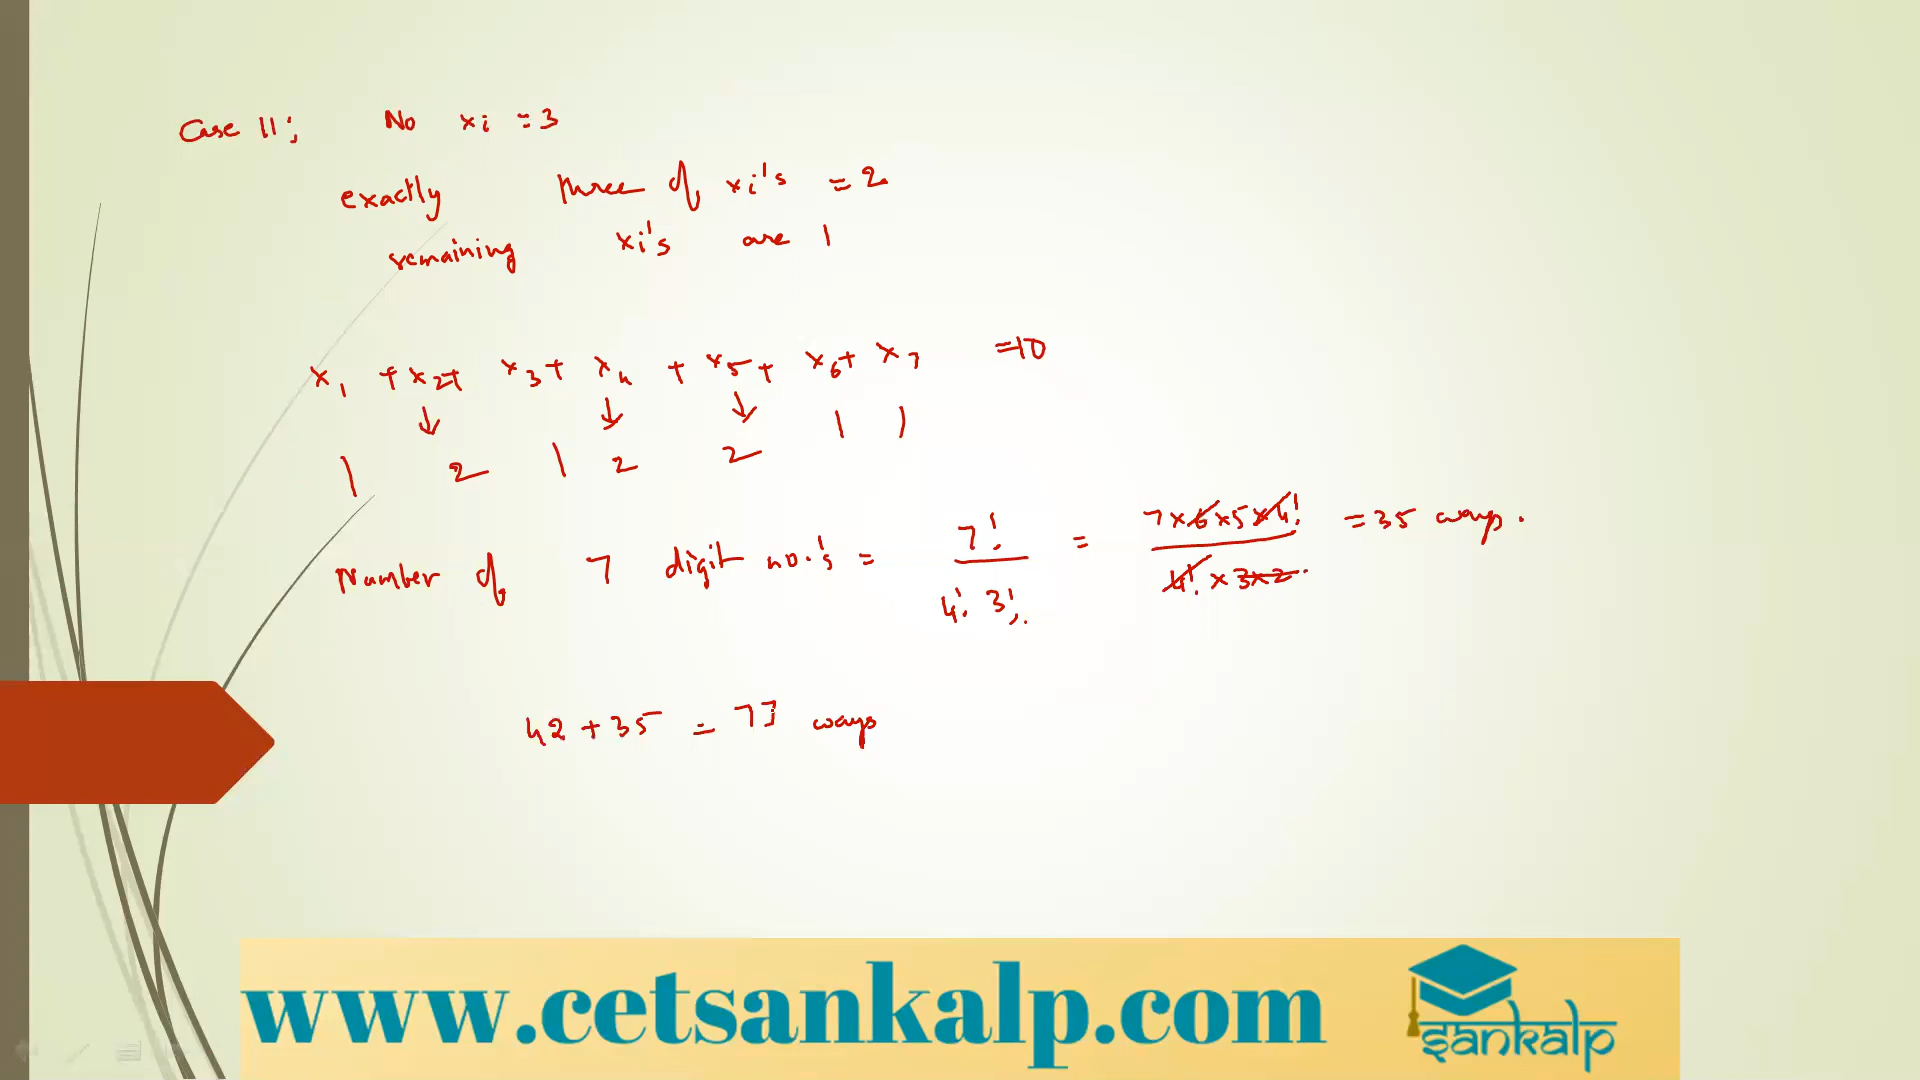 Case II; No xi = 3
exactly three of xi's = 2
remaining xi's are 1
x1 + x2 + x3 + x4 + x5 + x6 + x7 = 10
↓ ↓ ↓ 1 1
1 2 1 2 2
Number of 7 digit no.'s = 7! / 4! 3! = 7×6×5×4! / 4!×3×2 = 35 ways.
42 + 35 = 77 ways
www.cetsankalp.com
sankalp